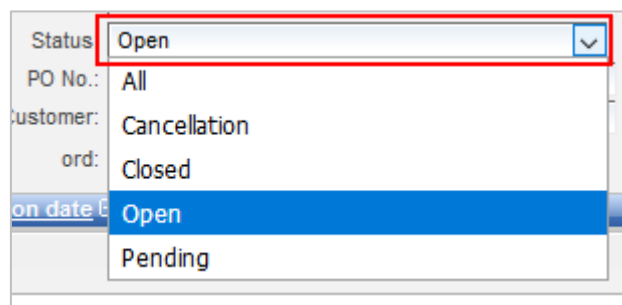 Status Open
PO No.: All
ustomer: Cancellation
ord: Closed
on date Open
Pending